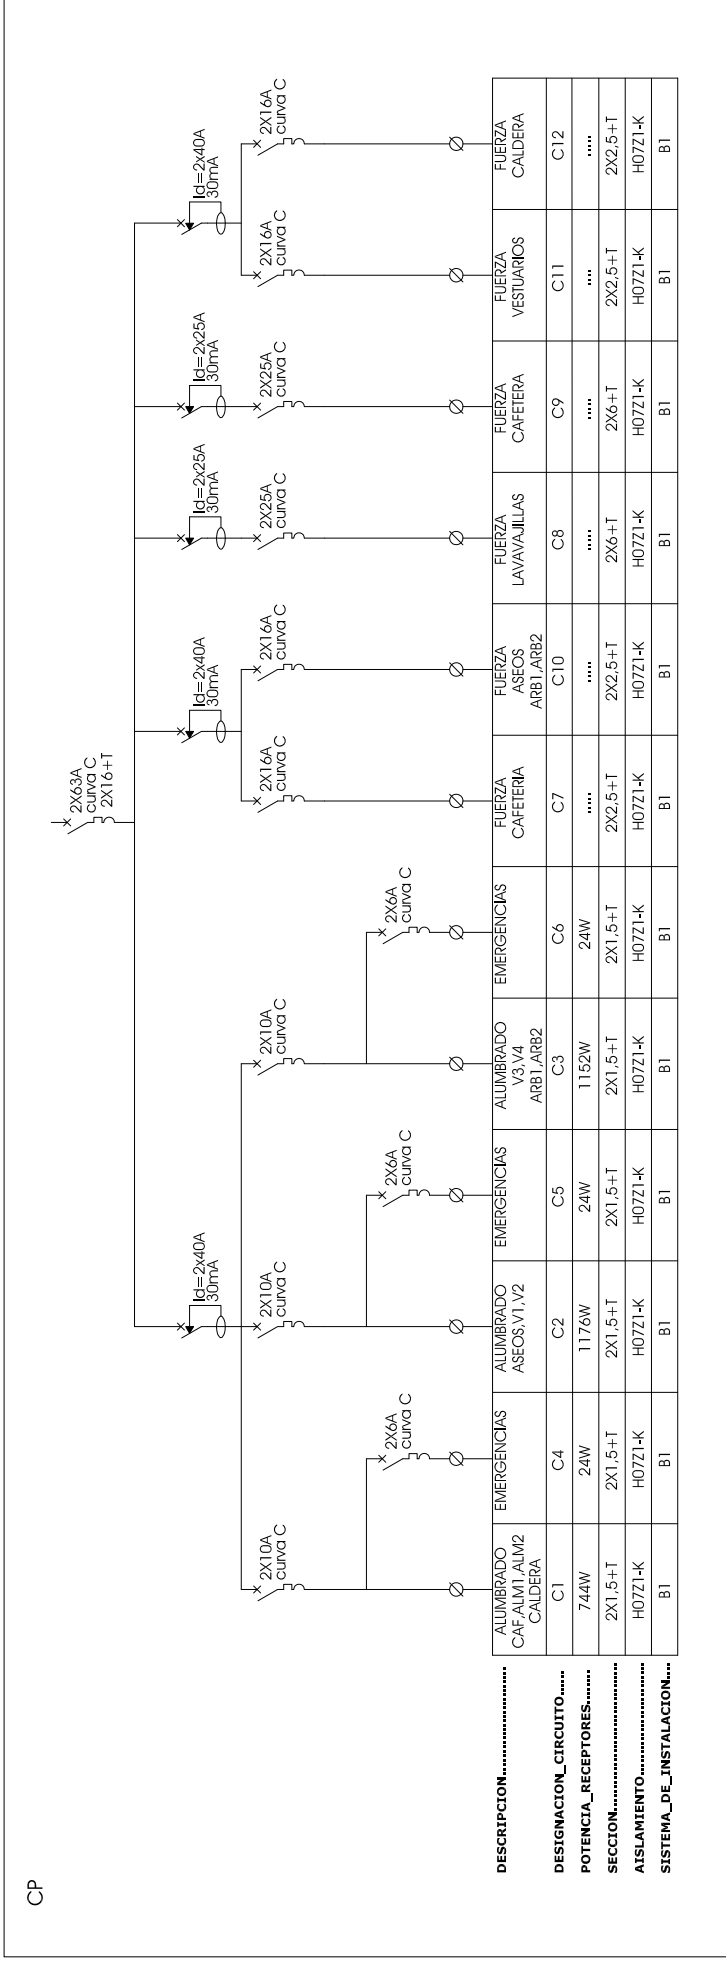 CP
2X63A
curva C
2X16+T
Id=2x40A
30mA
Id=2x40A
30mA
Id=2x25A
30mA
Id=2x25A
30mA
Id=2x40A
30mA
2X10A
curva C
2X10A
curva C
2X10A
curva C
2X16A
curva C
2X16A
curva C
2X25A
curva C
2X25A
curva C
2X16A
curva C
2X16A
curva C
2X6A
curva C
2X6A
curva C
2X6A
curva C
DESCRIPCION
ALUMBRADO
CAF,ALM1,ALM2
CALDERA
EMERGENCIAS
ALUMBRADO
ASEOS,V1,V2
EMERGENCIAS
ALUMBRADO
V3,V4
ARB1,ARB2
EMERGENCIAS
FUERZA
CAFETERIA
FUERZA
ASEOS
ARB1,ARB2
FUERZA
LAVAVAJILLAS
FUERZA
CAFETERA
FUERZA
VESTUARIOS
FUERZA
CALDERA
DESIGNACION_CIRCUITO...... C1 C4 C2 C5 C3 C6 C7 C10 C8 C9 C11 C12
POTENCIA_RECEPTORES........ 744W 24W 1176W 24W 1152W 24W ..... ..... ..... ..... ..... .....
SECCION................................ 2X1,5+T 2X1,5+T 2X1,5+T 2X1,5+T 2X1,5+T 2X1,5+T 2X2,5+T 2X2,5+T 2X6+T 2X6+T 2X2,5+T 2X2,5+T
AISLAMIENTO........................ H07Z1-K H07Z1-K H07Z1-K H07Z1-K H07Z1-K H07Z1-K H07Z1-K H07Z1-K H07Z1-K H07Z1-K H07Z1-K H07Z1-K
SISTEMA_DE_INSTALACION.... B1 B1 B1 B1 B1 B1 B1 B1 B1 B1 B1 B1